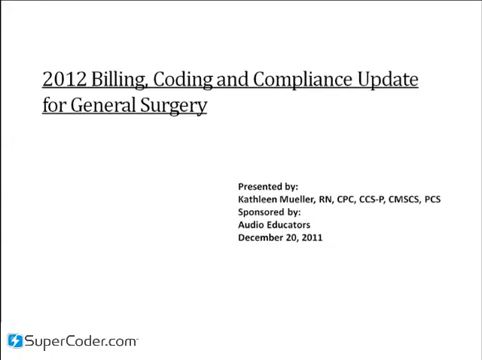 2012 Billing, Coding and Compliance Update
for General Surgery
Presented by:
Kathleen Mueller, RN, CPC, CCS-P, CMSCS, PCS
Sponsored by:
Audio Educators
December 20, 2011
SuperCoder.com